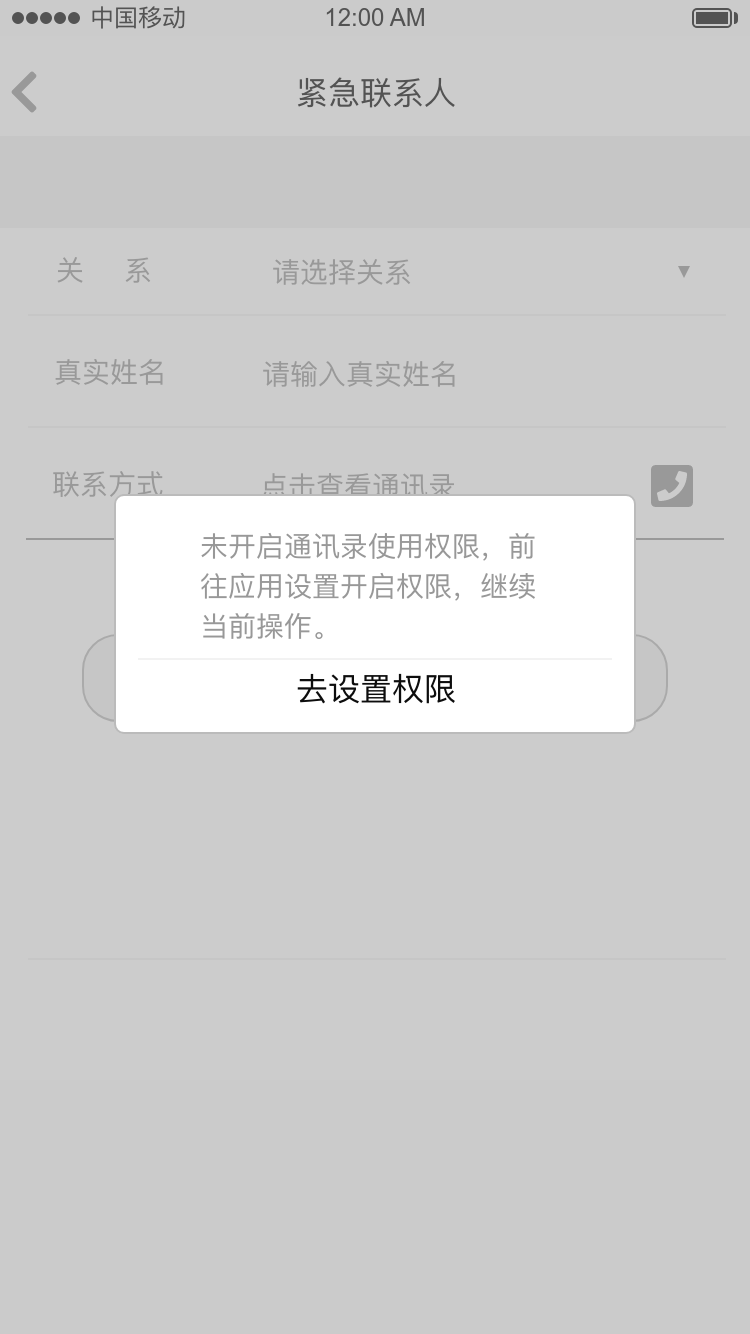 中国移动 12:00 AM
紧急联系人
关 系 请选择关系
真实姓名 请输入真实姓名
联系方式 点击查看通讯录
未开启通讯录使用权限，前
往应用设置开启权限，继续
当前操作。
去设置权限